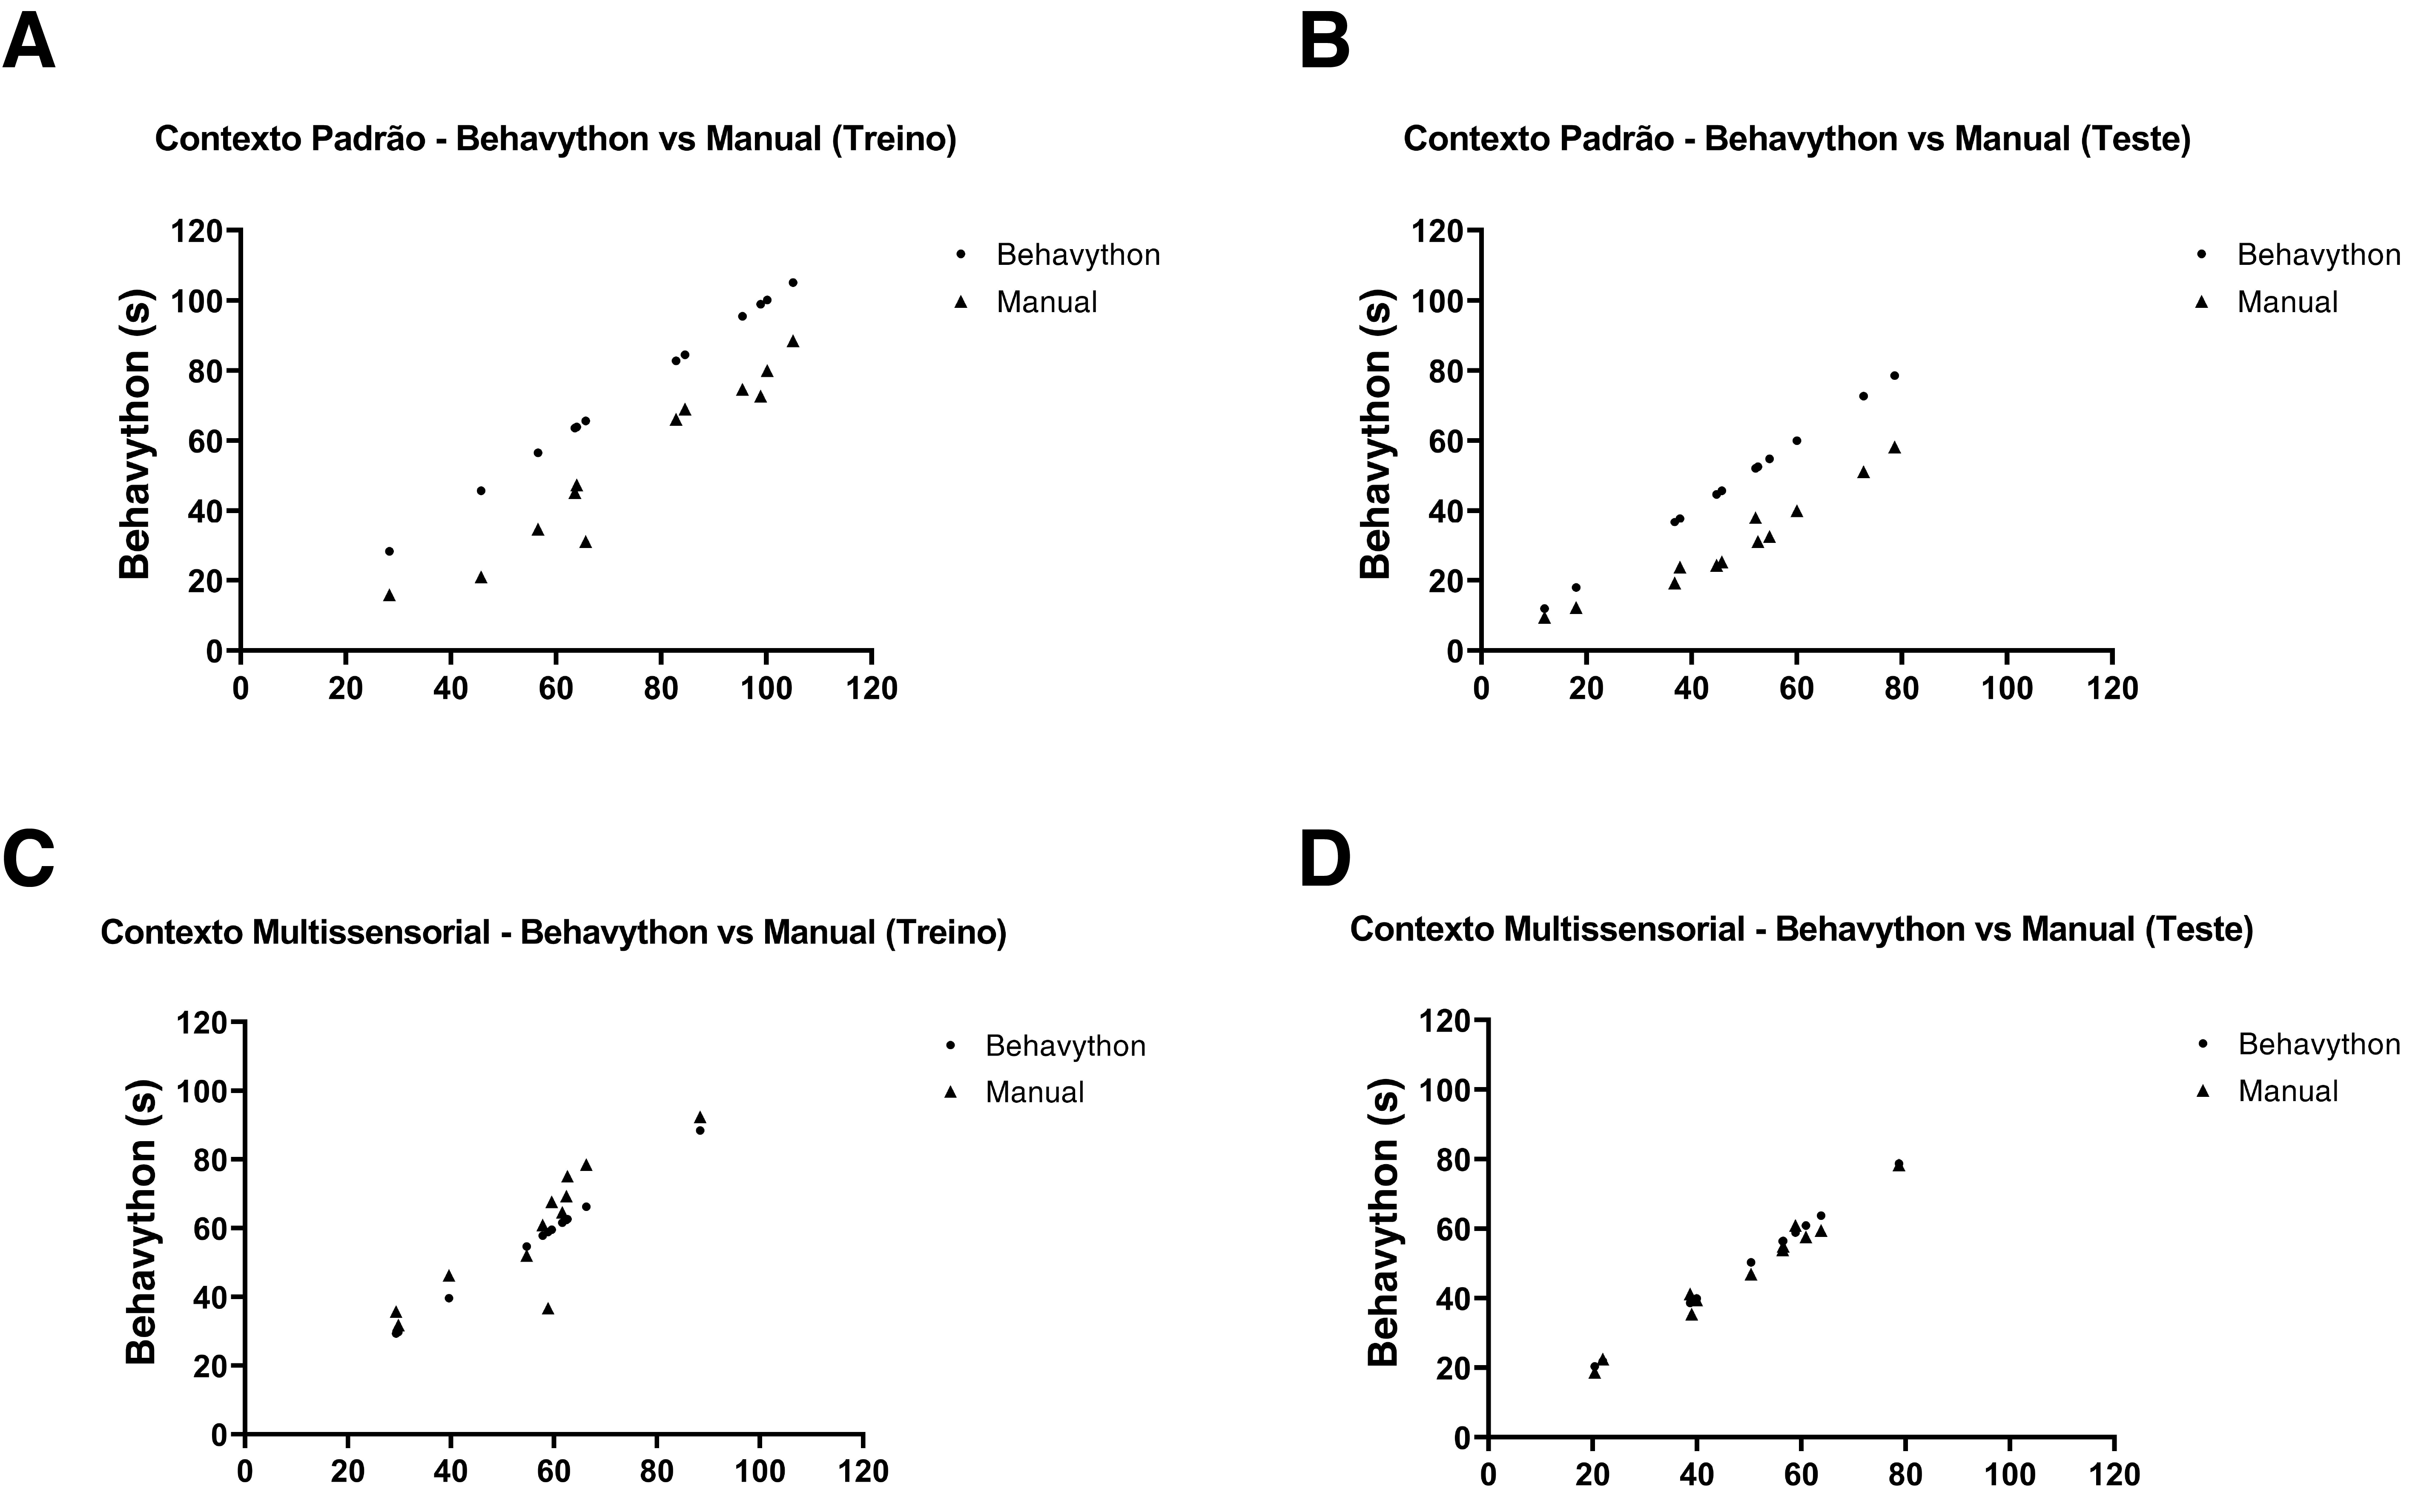 A
Contexto Padrão - Behavython vs Manual (Treino)
120
100
80
60
40
20
0
Behavython (s)
0 20 40 60 80 100 120
Behavython
Manual
B
Contexto Padrão - Behavython vs Manual (Teste)
120
100
80
60
40
20
0
Behavython (s)
0 20 40 60 80 100 120
Behavython
Manual
C
Contexto Multissensorial - Behavython vs Manual (Treino)
120
100
80
60
40
20
0
Behavython (s)
0 20 40 60 80 100 120
Behavython
Manual
D
Contexto Multissensorial - Behavython vs Manual (Teste)
120
100
80
60
40
20
0
Behavython (s)
0 20 40 60 80 100 120
Behavython
Manual